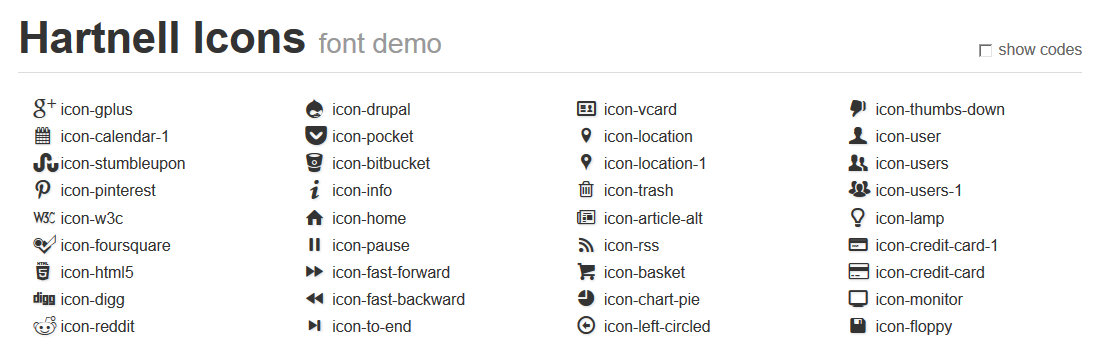 Hartnell Icons font demo
show codes
icon-gplus
icon-calendar-1
icon-stumbleupon
icon-pinterest
icon-w3c
icon-foursquare
icon-html5
icon-digg
icon-reddit
icon-drupal
icon-pocket
icon-bitbucket
icon-info
icon-home
icon-pause
icon-fast-forward
icon-fast-backward
icon-to-end
icon-vcard
icon-location
icon-location-1
icon-trash
icon-article-alt
icon-rss
icon-basket
icon-chart-pie
icon-left-circled
icon-thumbs-down
icon-user
icon-users
icon-users-1
icon-lamp
icon-credit-card-1
icon-credit-card
icon-monitor
icon-floppy